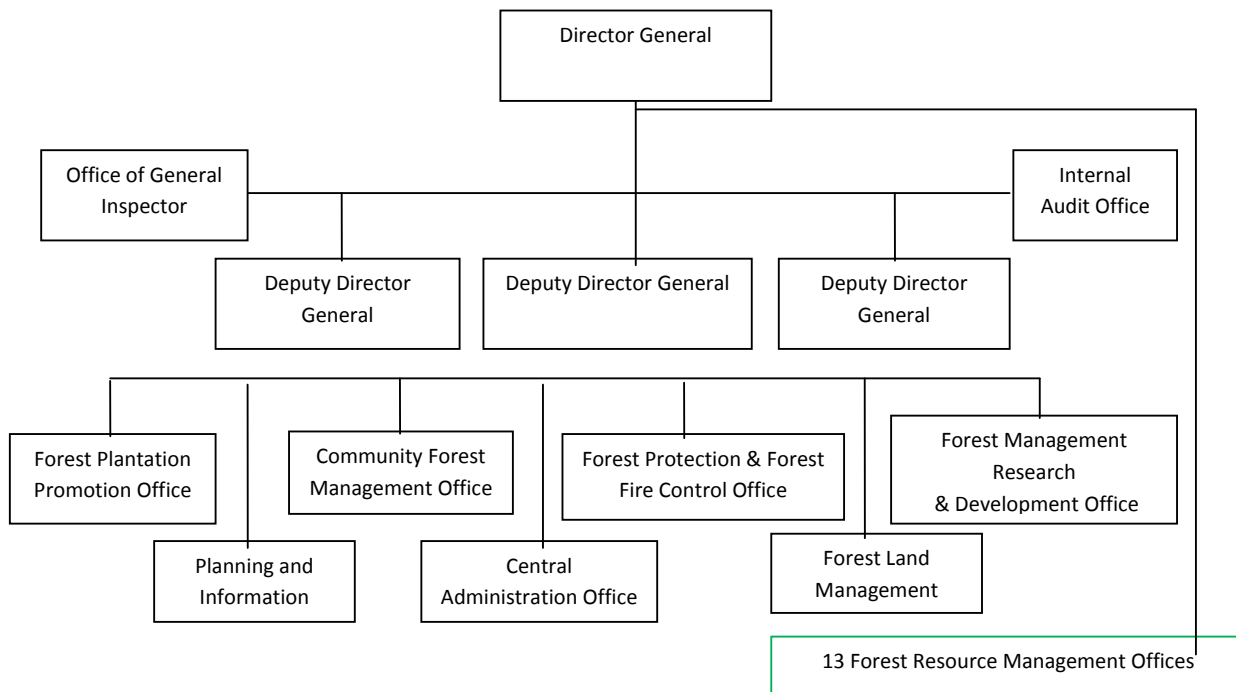 Director General
Office of General
Inspector
Internal
Audit Office
Deputy Director
General
Deputy Director General
Deputy Director
General
Forest Plantation
Promotion Office
Community Forest
Management Office
Forest Protection & Forest
Fire Control Office
Forest Management
Research
& Development Office
Planning and
Information
Central
Administration Office
Forest Land
Management
13 Forest Resource Management Offices